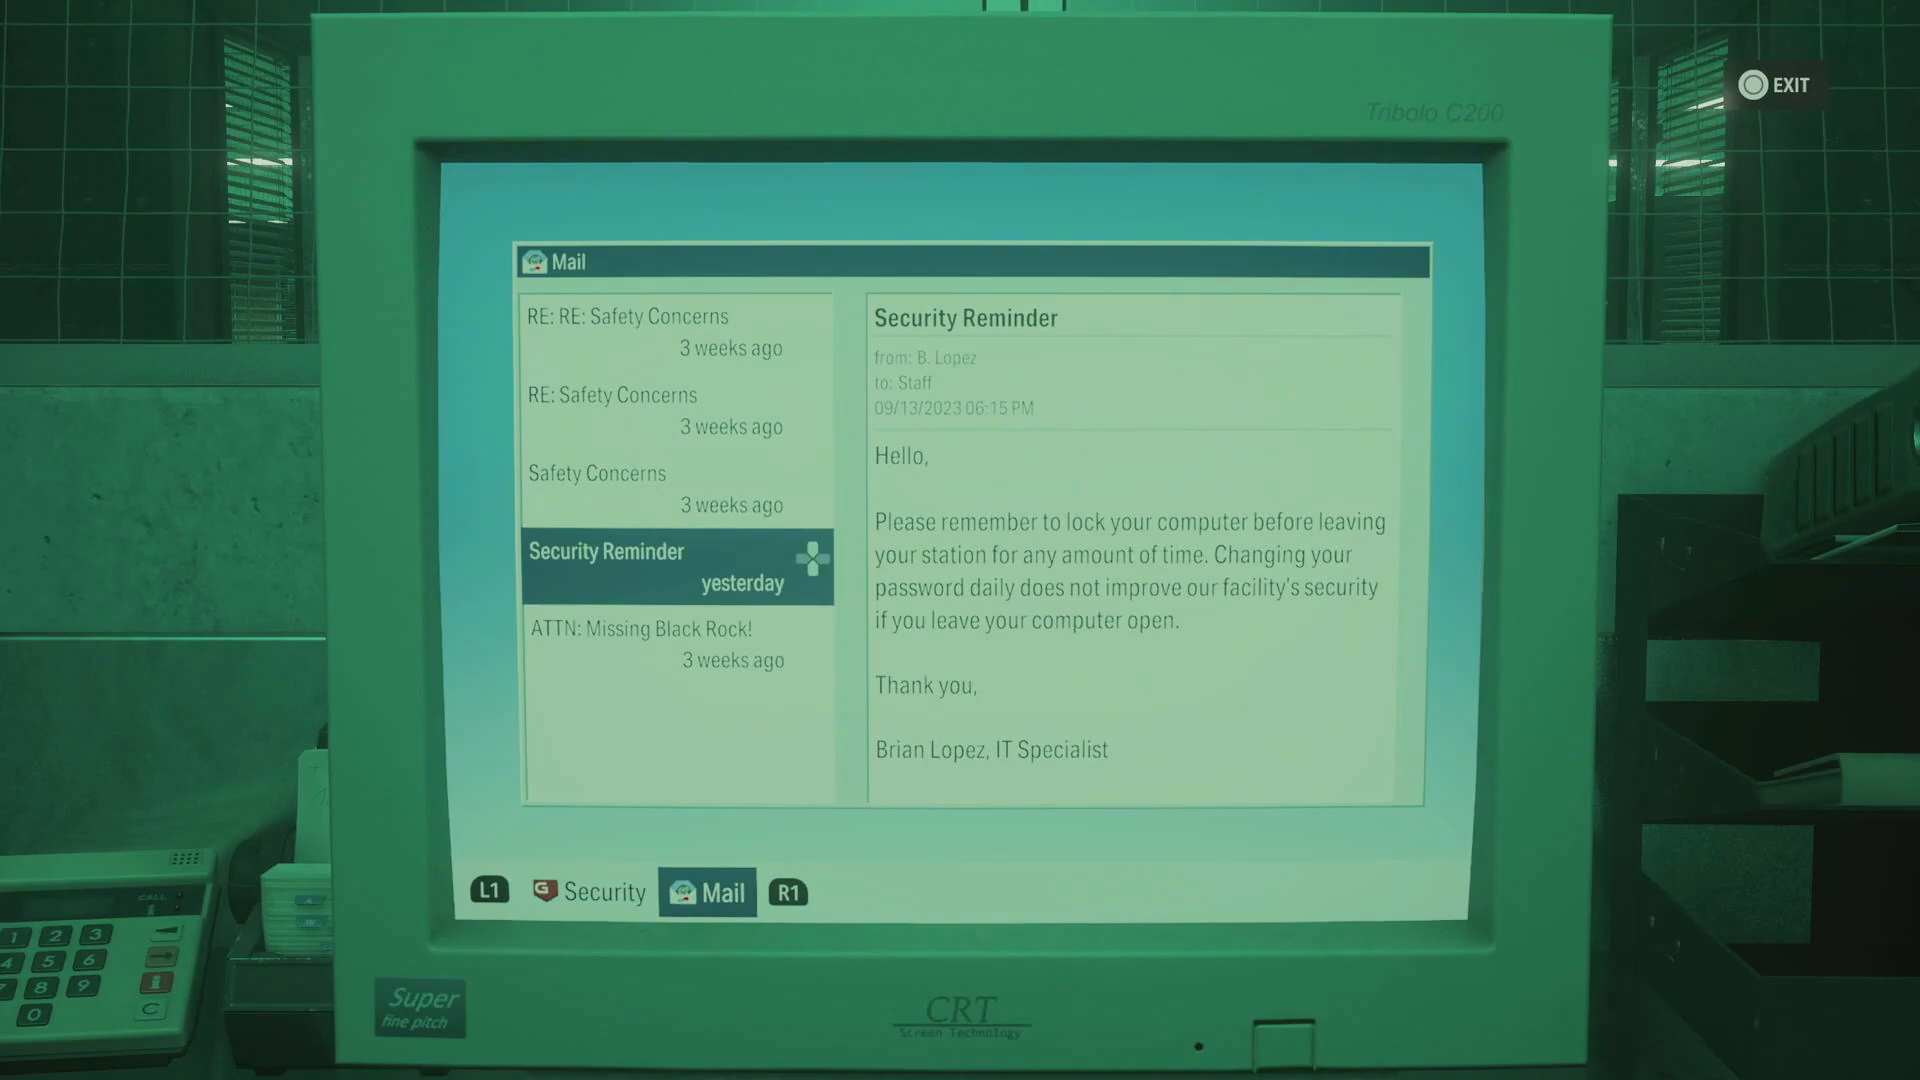 EXIT
Tribolo C200
Mail
RE: RE: Safety Concerns
3 weeks ago
RE: Safety Concerns
3 weeks ago
Safety Concerns
3 weeks ago
Security Reminder
yesterday
ATTN: Missing Black Rock!
3 weeks ago
Security Reminder
from: B. Lopez
to: Staff
09/13/2023 06:15 PM
Hello,
Please remember to lock your computer before leaving
your station for any amount of time. Changing your
password daily does not improve our facility's security
if you leave your computer open.
Thank you,
Brian Lopez, IT Specialist
L1
G Security
Mail
R1
CALL
1 2 3
4 5 6
7 8 9
0 C
A
W
Super
fine pitch
CRT
Screen Technology